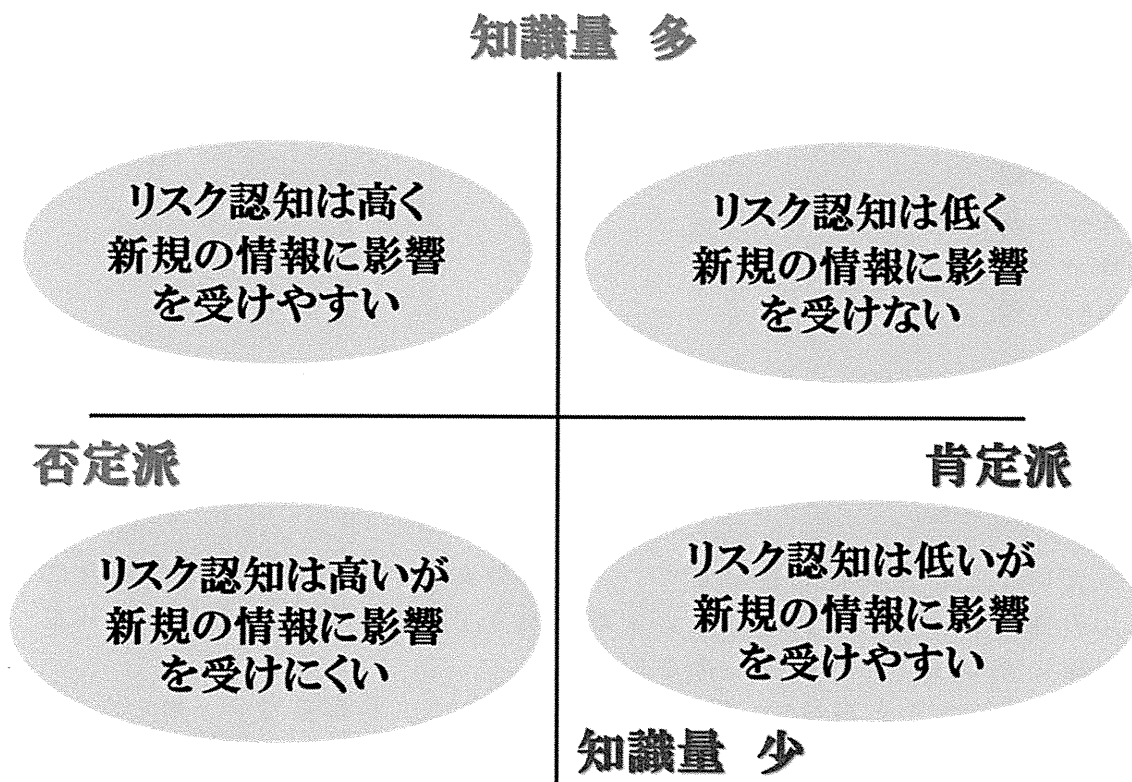 知識量 多
リスク認知は高く
新規の情報に影響
を受けやすい
リスク認知は低く
新規の情報に影響
を受けない
否定派
肯定派
リスク認知は高いが
新規の情報に影響
を受けにくい
リスク認知は低いが
新規の情報に影響
を受けやすい
知識量 少